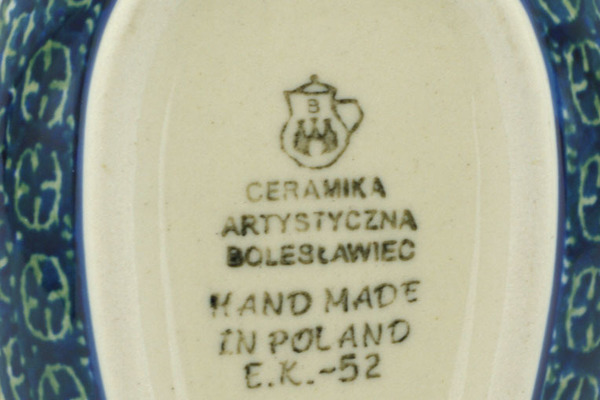 B
CERAMIKA
ARTYSTYCZNA
BOLESŁAWIEC
HAND MADE
IN POLAND
E.K.-52